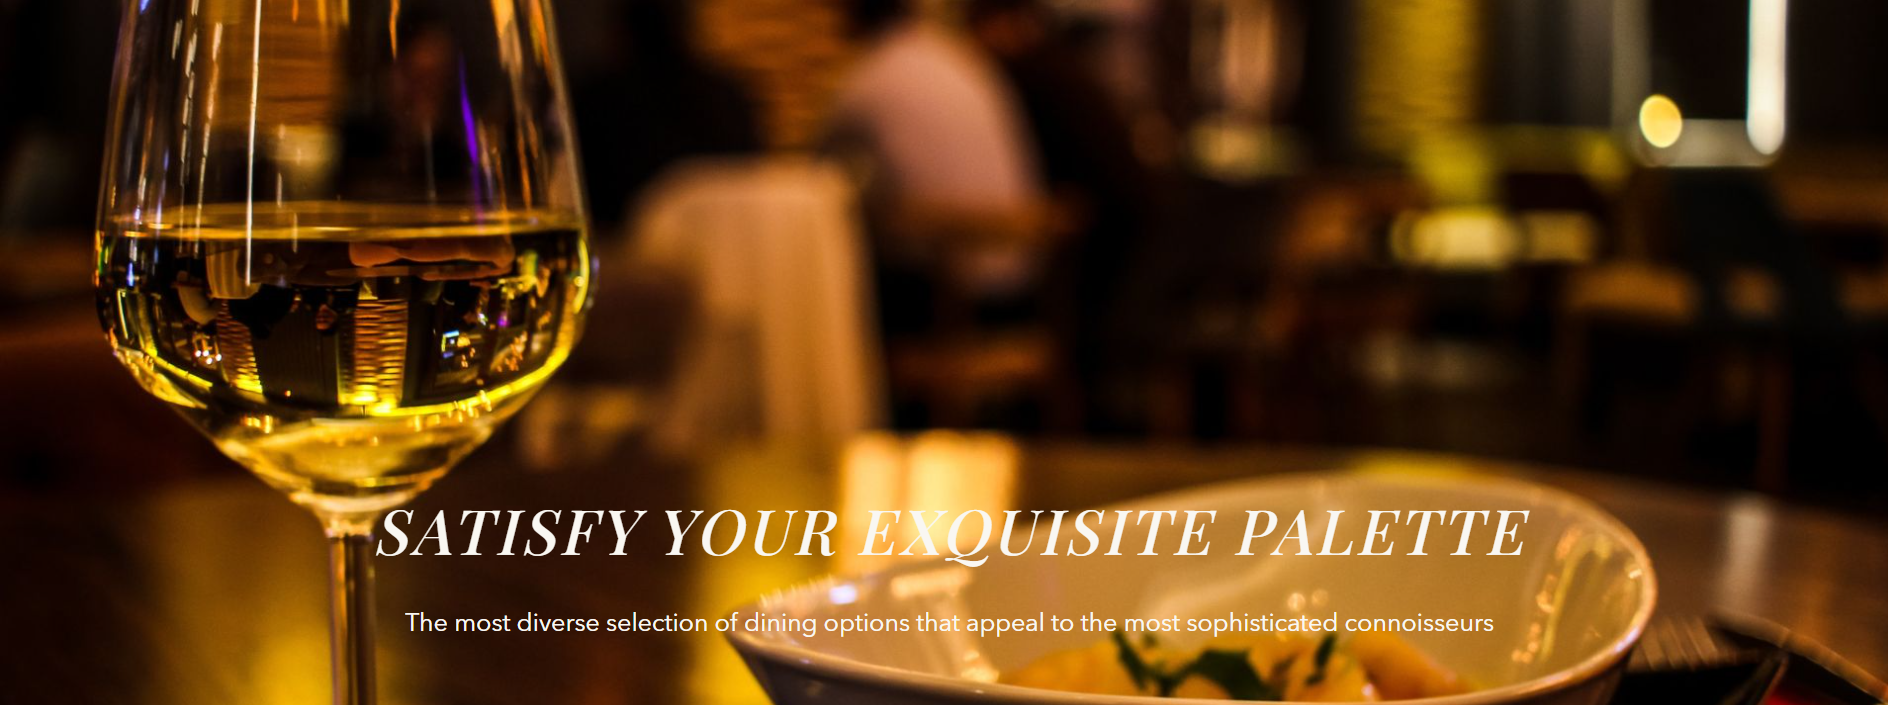 SATISFY YOUR EXQUISITE PALETTE
The most diverse selection of dining options that appeal to the most sophisticated connoisseurs